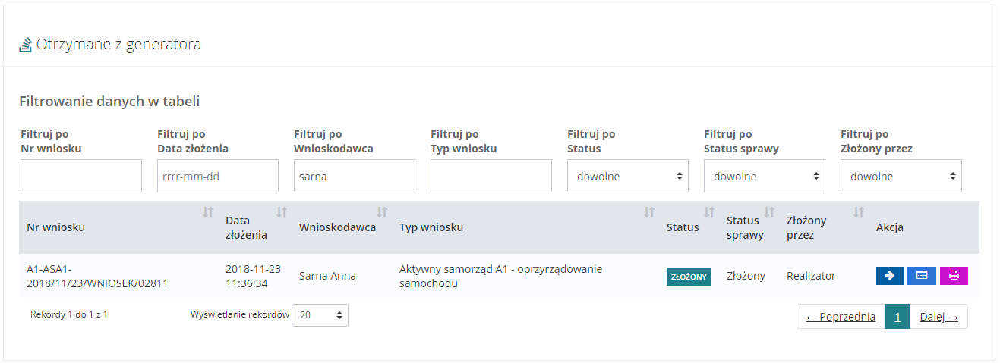 Otrzymane z generatora
Filtrowanie danych w tabeli
Filtruj po
Nr wniosku
Filtruj po
Data złożenia
Filtruj po
Wnioskodawca
Filtruj po
Typ wniosku
Filtruj po
Status
Filtruj po
Status sprawy
Filtruj po
Złożony przez
rrrr-mm-dd
sarna
dowolne
dowolne
dowolne
Nr wniosku
Data
złożenia
Wnioskodawca
Typ wniosku
Status
Status
sprawy
Złożony
przez
Akcja
A1-ASA1-
2018/11/23/WNIOSEK/02811
2018-11-23
11:36:34
Sarna Anna
Aktywny samorząd A1 - oprzyrządowanie
samochodu
ZŁOŻONY
Złożony
Realizator
Rekordy 1 do 1 z 1
Wyświetlanie rekordów 20
← Poprzednia 1 Dalej →